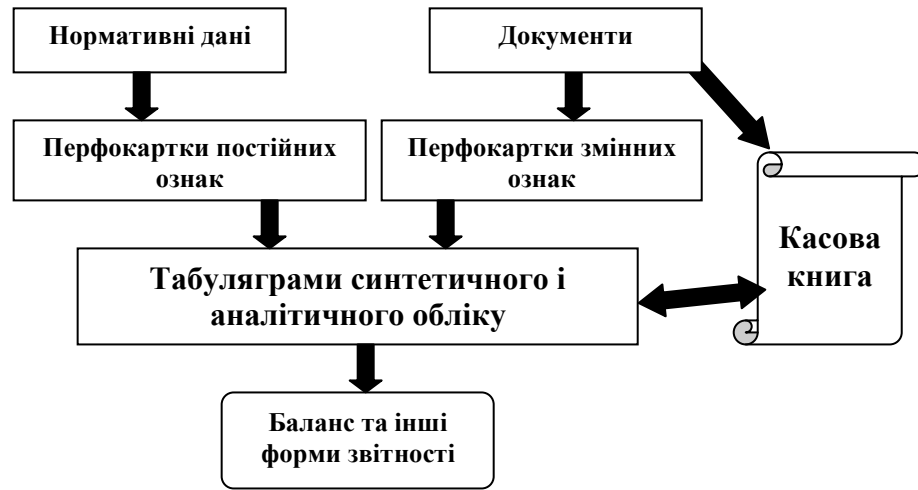 Нормативні дані
Документи
Перфокартки постійних
ознак
Перфокартки змінних
ознак
Касова
книга
Табуляграми синтетичного і
аналітичного обліку
Баланс та інші
форми звітності